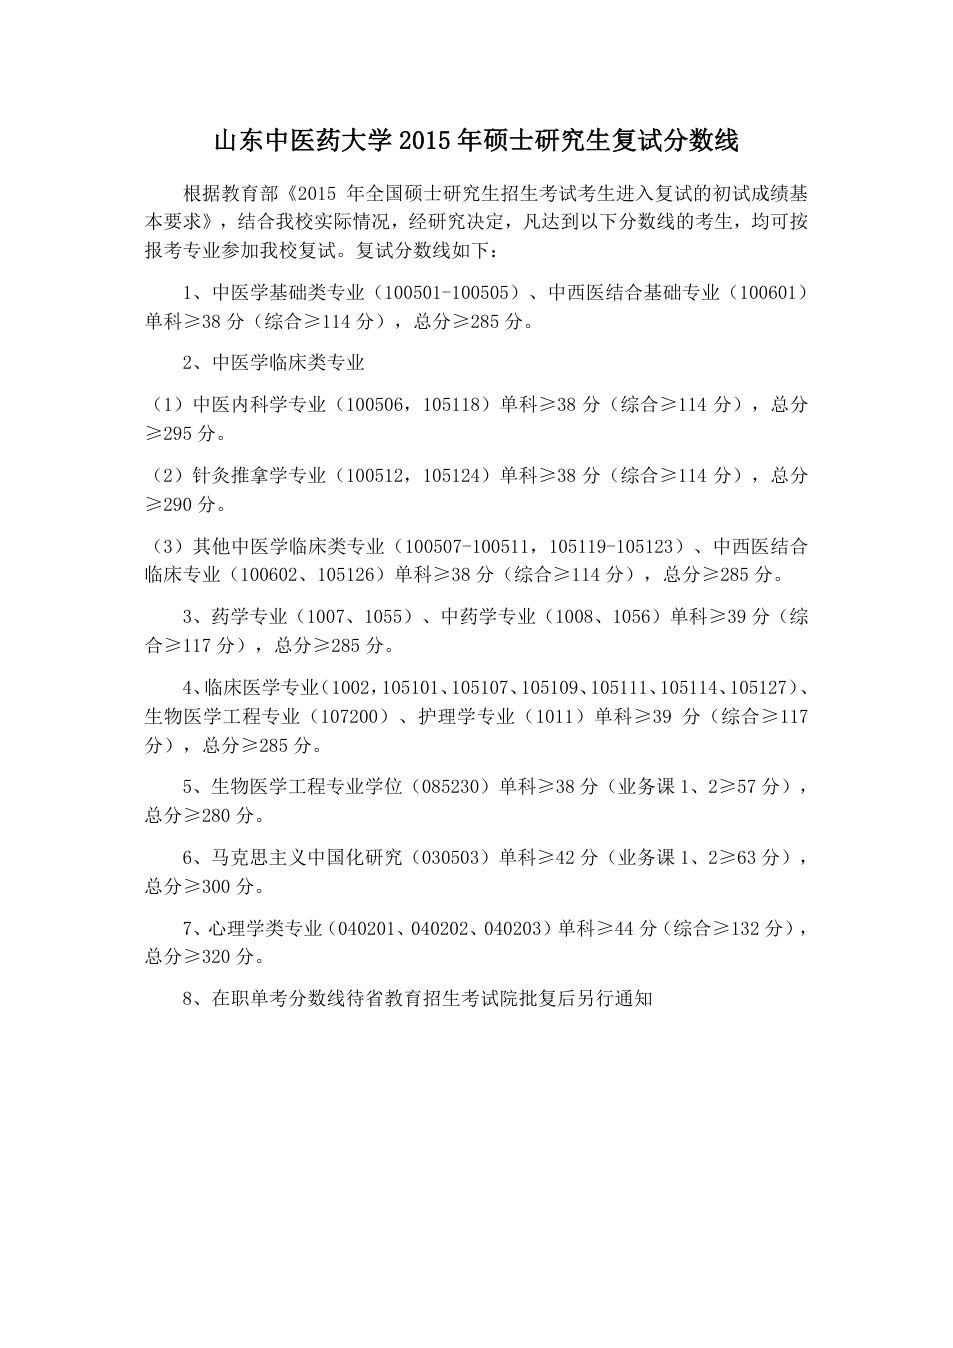 山东中医药大学 2015 年硕士研究生复试分数线
根据教育部《2015 年全国硕士研究生招生考试考生进入复试的初试成绩基
本要求》，结合我校实际情况，经研究决定，凡达到以下分数线的考生，均可按
报考专业参加我校复试。复试分数线如下：
1、中医学基础类专业（100501-100505）、中西医结合基础专业（100601）
单科≥38 分（综合≥114 分），总分≥285 分。
2、中医学临床类专业
（1）中医内科学专业（100506，105118）单科≥38 分（综合≥114 分），总分
≥295 分。
（2）针灸推拿学专业（100512，105124）单科≥38 分（综合≥114 分），总分
≥290 分。
（3）其他中医学临床类专业（100507-100511，105119-105123）、中西医结合
临床专业（100602、105126）单科≥38 分（综合≥114 分），总分≥285 分。
3、药学专业（1007、1055）、中药学专业（1008、1056）单科≥39 分（综
合≥117 分），总分≥285 分。
4、临床医学专业（1002，105101、105107、105109、105111、105114、105127）、
生物医学工程专业（107200）、护理学专业（1011）单科≥39 分（综合≥117
分），总分≥285 分。
5、生物医学工程专业学位（085230）单科≥38 分（业务课 1、2≥57 分），
总分≥280 分。
6、马克思主义中国化研究（030503）单科≥42 分（业务课 1、2≥63 分），
总分≥300 分。
7、心理学类专业（040201、040202、040203）单科≥44 分（综合≥132 分），
总分≥320 分。
8、在职单考分数线待省教育招生考试院批复后另行通知